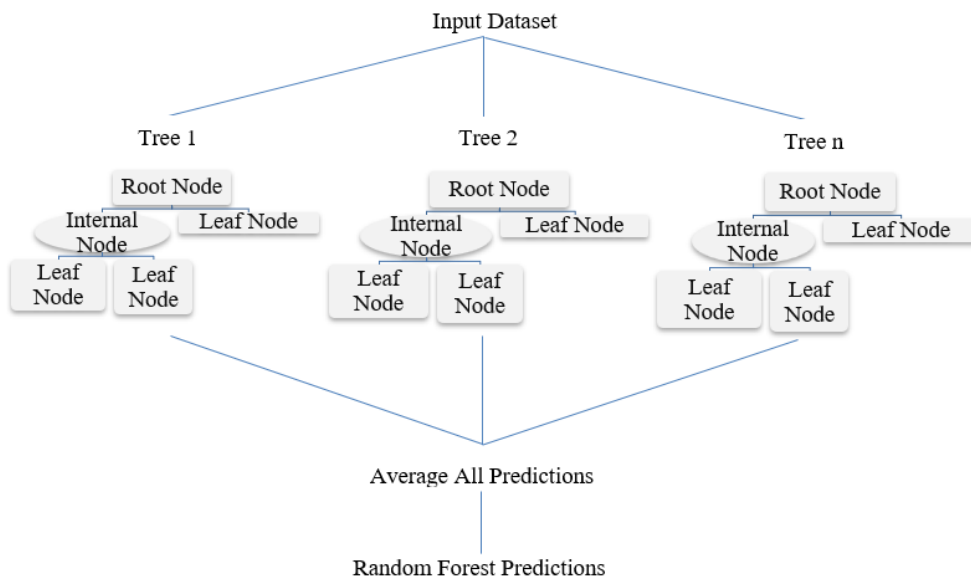 Input Dataset
Tree 1
Tree 2
Tree n
Root Node
Internal
Node
Leaf Node
Leaf
Node
Leaf
Node
Root Node
Internal
Node
Leaf Node
Leaf
Node
Leaf
Node
Root Node
Internal
Node
Leaf Node
Leaf
Node
Leaf
Node
Average All Predictions
Random Forest Predictions